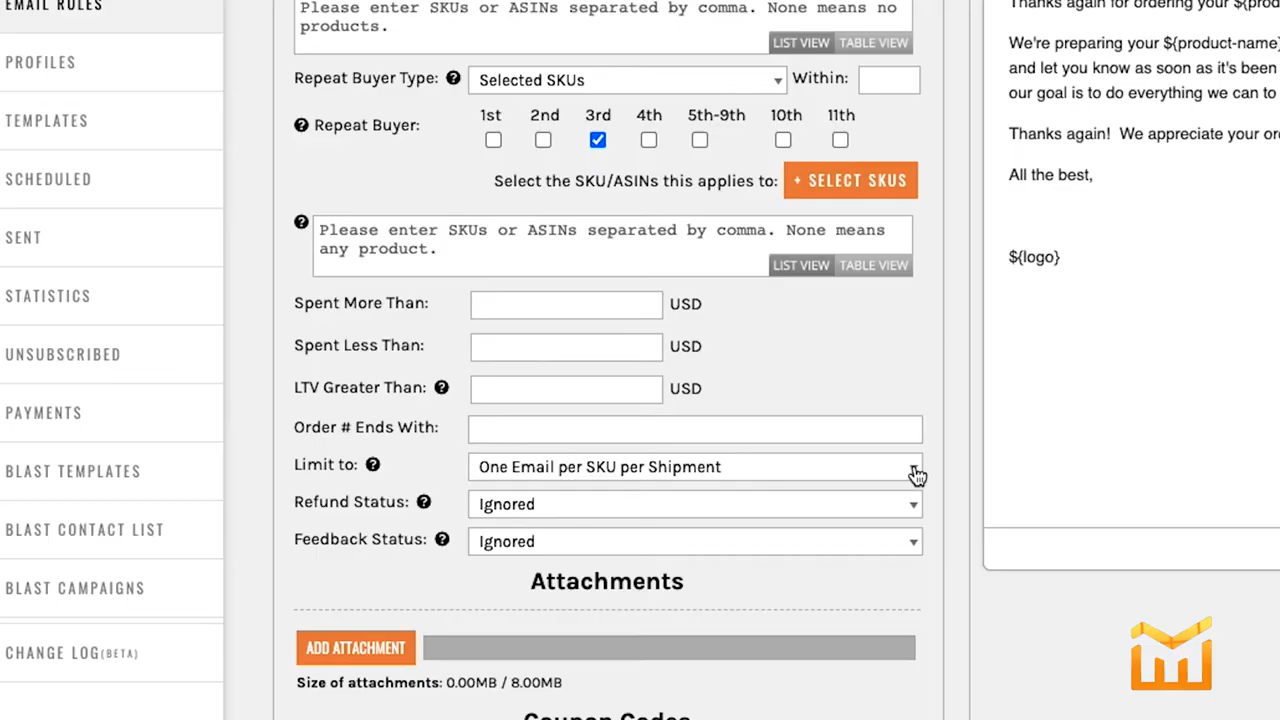 EMAIL RULES
PROFILES
TEMPLATES
SCHEDULED
SENT
STATISTICS
UNSUBSCRIBED
PAYMENTS
BLAST TEMPLATES
BLAST CONTACT LIST
BLAST CAMPAIGNS
CHANGE LOG(BETA)
Please enter SKUs or ASINs separated by comma. None means no
products.
LIST VIEW TABLE VIEW
Repeat Buyer Type: Selected SKUs Within:
1st 2nd 3rd 4th 5th-9th 10th 11th
Repeat Buyer:
Select the SKU/ASINs this applies to: + SELECT SKUS
Please enter SKUs or ASINs separated by comma. None means
any product.
LIST VIEW TABLE VIEW
Spent More Than: USD
Spent Less Than: USD
LTV Greater Than: USD
Order # Ends With:
Limit to: One Email per SKU per Shipment
Refund Status: Ignored
Feedback Status: Ignored
Attachments
ADD ATTACHMENT
Size of attachments: 0.00MB / 8.00MB
Coupon Codes
Thanks again for ordering your ${prod
We're preparing your ${product-name}
and let you know as soon as it's been
our goal is to do everything we can to
Thanks again! We appreciate your or
All the best,
${logo}